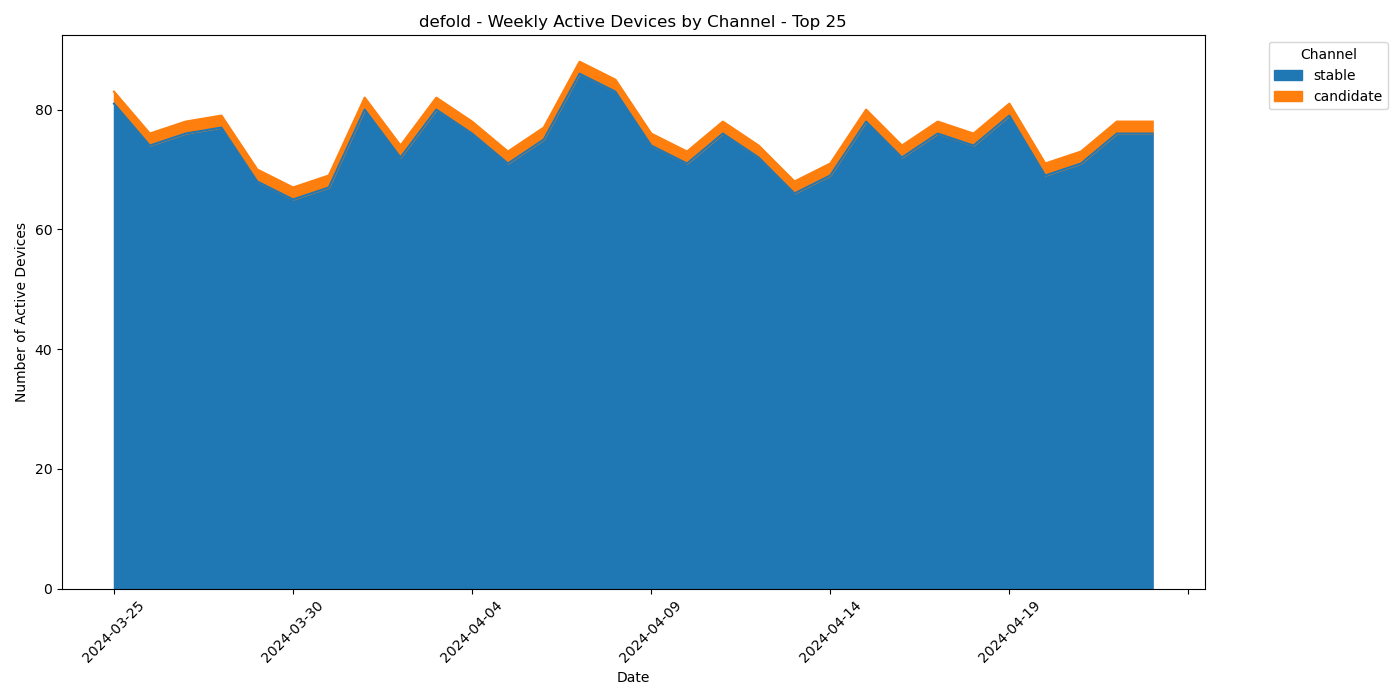 defold - Weekly Active Devices by Channel - Top 25
Channel
stable
candidate
Number of Active Devices
80
60
40
20
0
2024-03-25
2024-03-30
2024-04-04
2024-04-09
2024-04-14
2024-04-19
Date